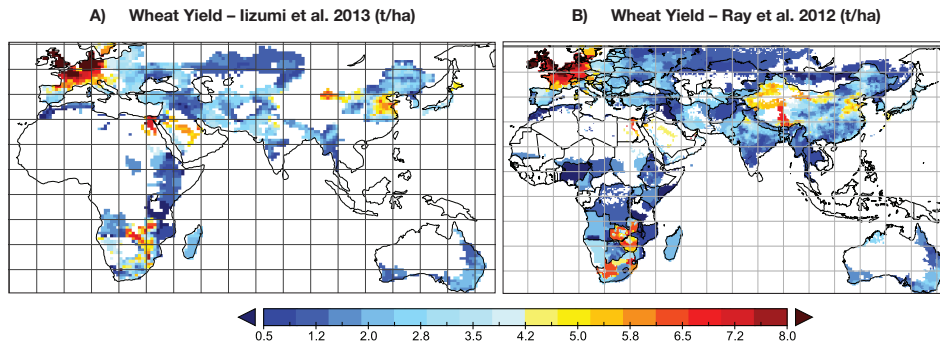 A) Wheat Yield – Iizumi et al. 2013 (t/ha)
B) Wheat Yield – Ray et al. 2012 (t/ha)
0.5 1.2 2.0 2.8 3.5 4.2 5.0 5.8 6.5 7.2 8.0